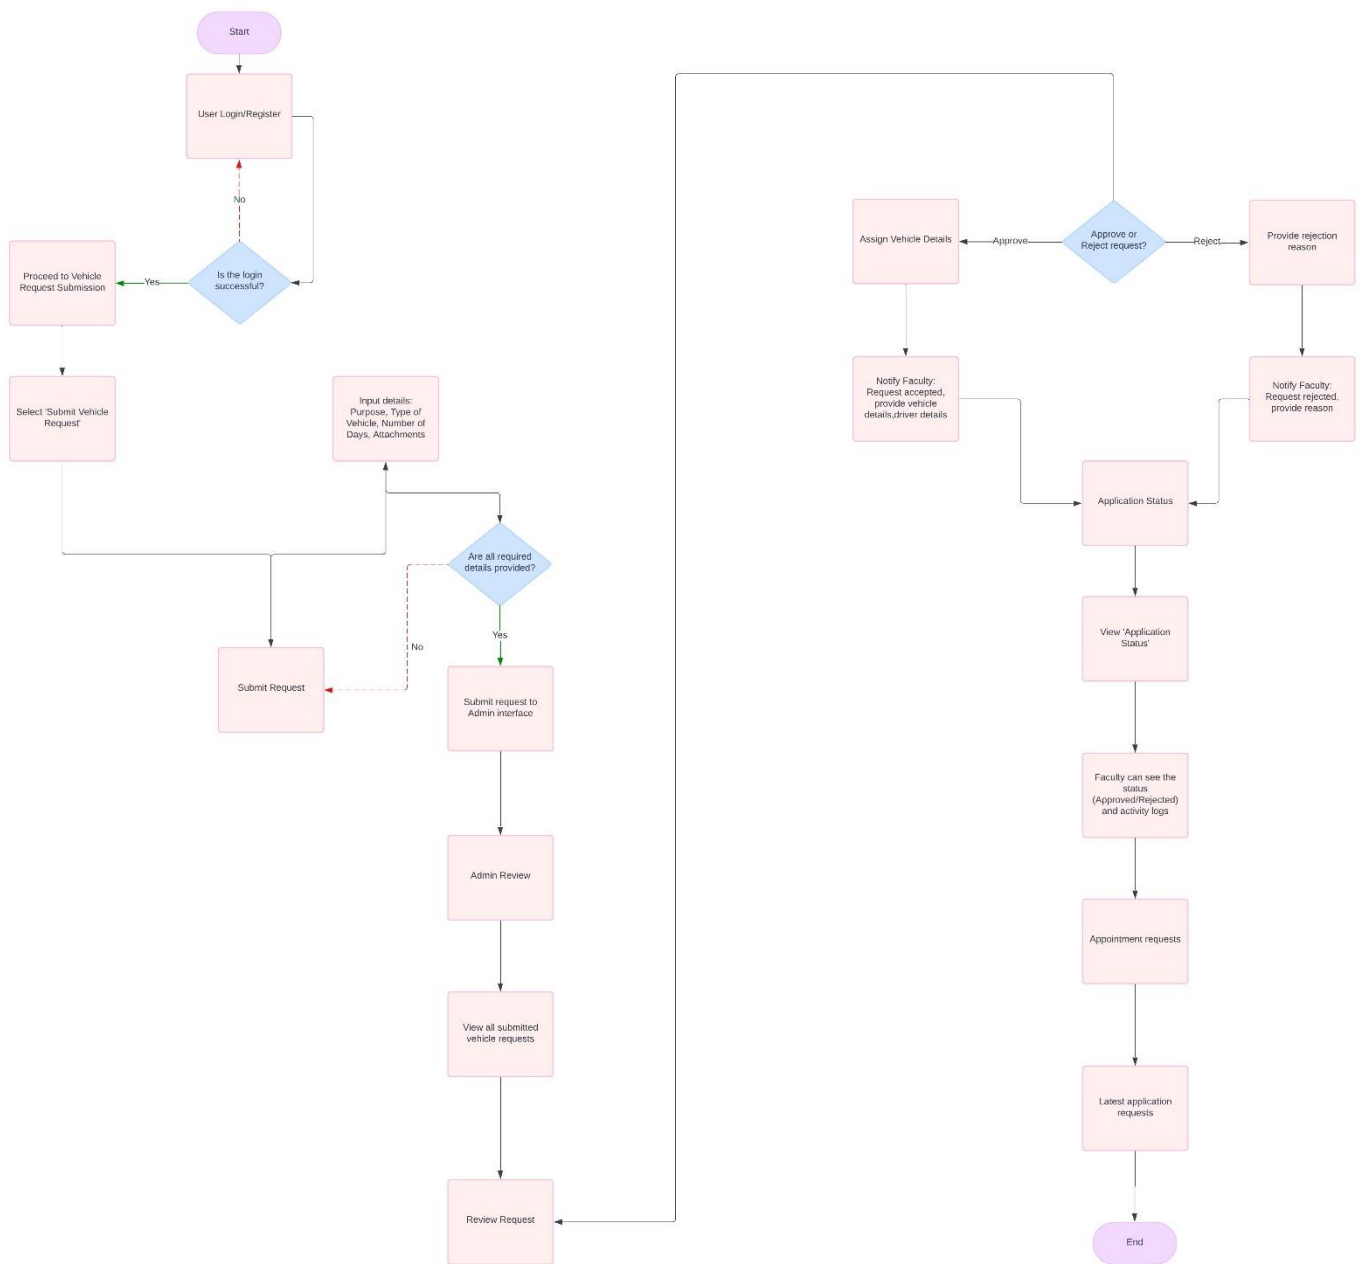 Start
User Login/Register
No
Is the login
successful?
Yes
Proceed to Vehicle
Request Submission
Select 'Submit Vehicle
Request'
Input details:
Purpose, Type of
Vehicle, Number of
Days, Attachments
Are all required
details provided?
No
Yes
Submit Request
Submit request to
Admin interface
Admin Review
View all submitted
vehicle requests
Review Request
Approve or
Reject request?
Approve
Reject
Assign Vehicle Details
Provide rejection
reason
Notify Faculty:
Request accepted,
provide vehicle
details,driver details
Notify Faculty:
Request rejected,
provide reason
Application Status
View 'Application
Status'
Faculty can see the
status
(Approved/Rejected)
and activity logs
Appointment requests
Latest application
requests
End